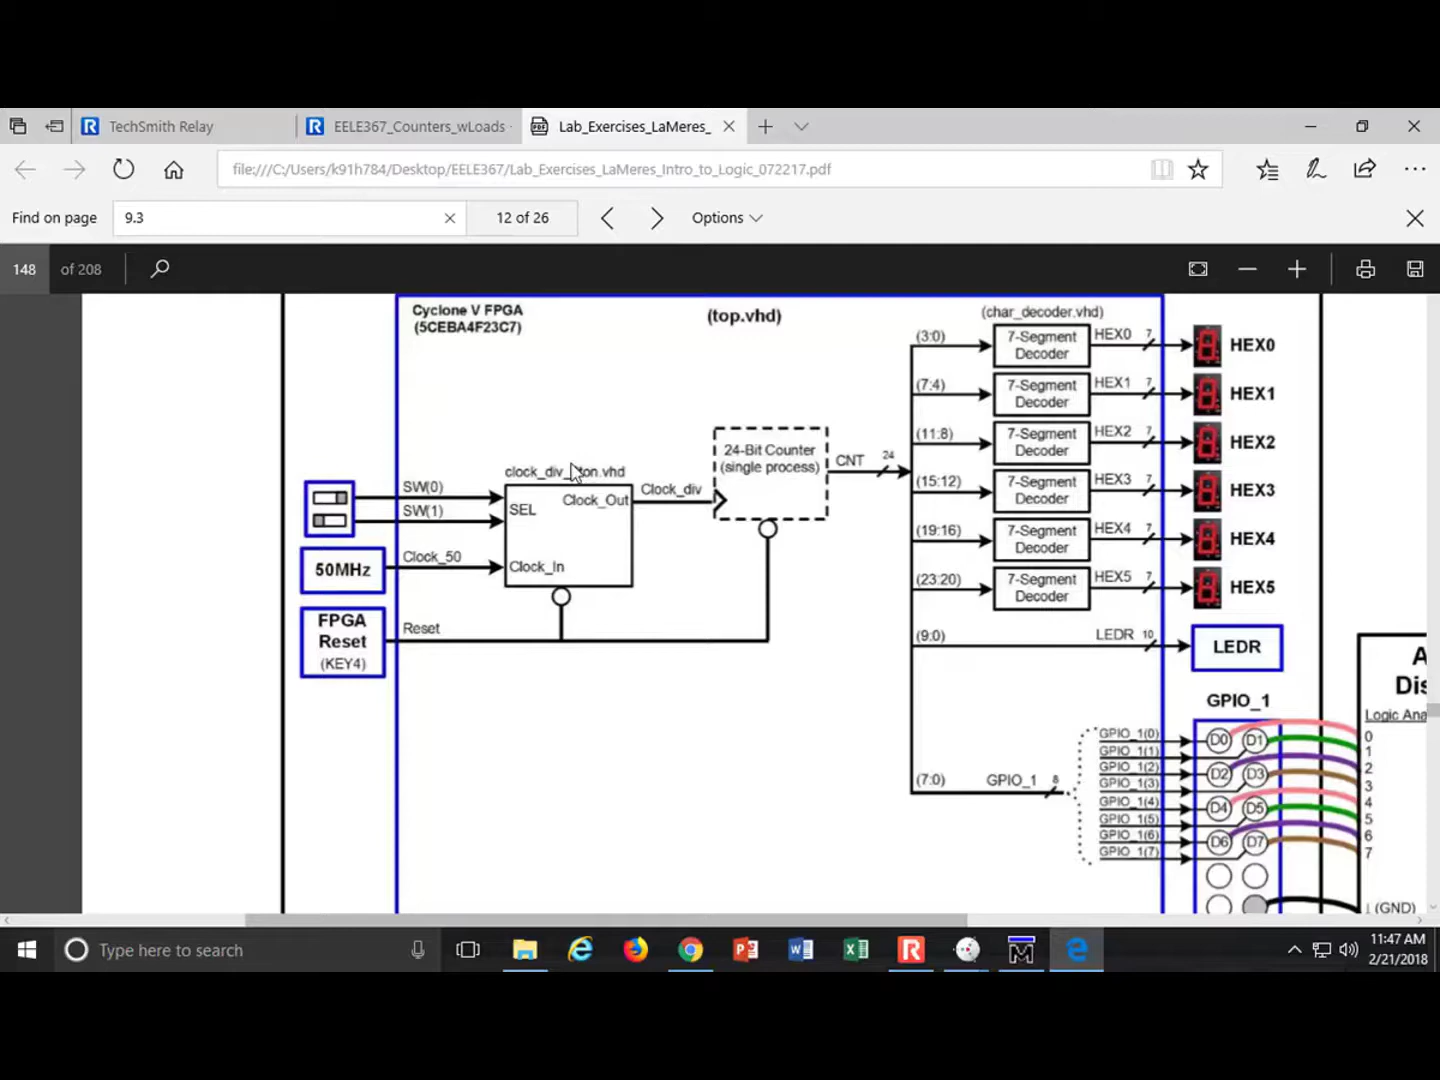 TechSmith Relay
EELE367_Counters_wLoads
Lab_Exercises_LaMeres_
file:///C:/Users/k91h784/Desktop/EELE367/Lab_Exercises_LaMeres_Intro_to_Logic_072217.pdf
Find on page
9.3
12 of 26
Options
148
of 208
Cyclone V FPGA
(5CEBA4F23C7)
(top.vhd)
(char_decoder.vhd)
(3:0)
7-Segment
Decoder
HEX0
7
HEX0
(7:4)
7-Segment
Decoder
HEX1
7
HEX1
(11:8)
7-Segment
Decoder
HEX2
7
HEX2
(15:12)
7-Segment
Decoder
HEX3
7
HEX3
(19:16)
7-Segment
Decoder
HEX4
7
HEX4
(23:20)
7-Segment
Decoder
HEX5
7
HEX5
24-Bit Counter
(single process)
CNT
24
SW(0)
SW(1)
SEL
Clock_Out
Clock_div
50MHz
Clock_50
Clock_In
FPGA
Reset
(KEY4)
Reset
(9:0)
LEDR
10
LEDR
GPIO_1
(7:0)
GPIO_1
8
GPIO_1(0)
GPIO_1(1)
GPIO_1(2)
GPIO_1(3)
GPIO_1(4)
GPIO_1(5)
GPIO_1(6)
GPIO_1(7)
D0
D1
D2
D3
D4
D5
D6
D7
Logic
0
1
2
3
4
5
6
7
(GND)
Type here to search
11:47 AM
2/21/2018